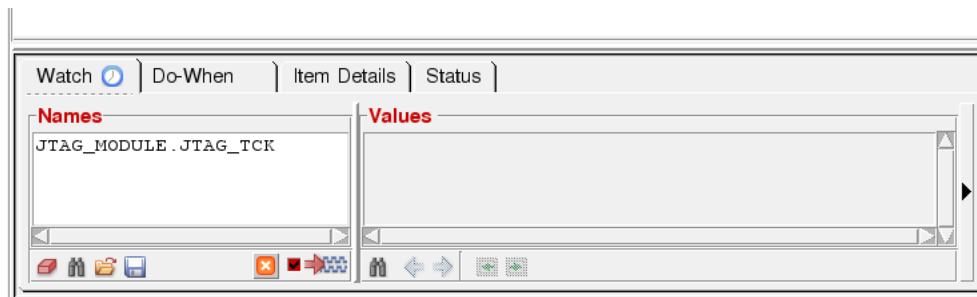 Watch Do-When Item Details Status
Names Values
JTAG_MODULE.JTAG_TCK